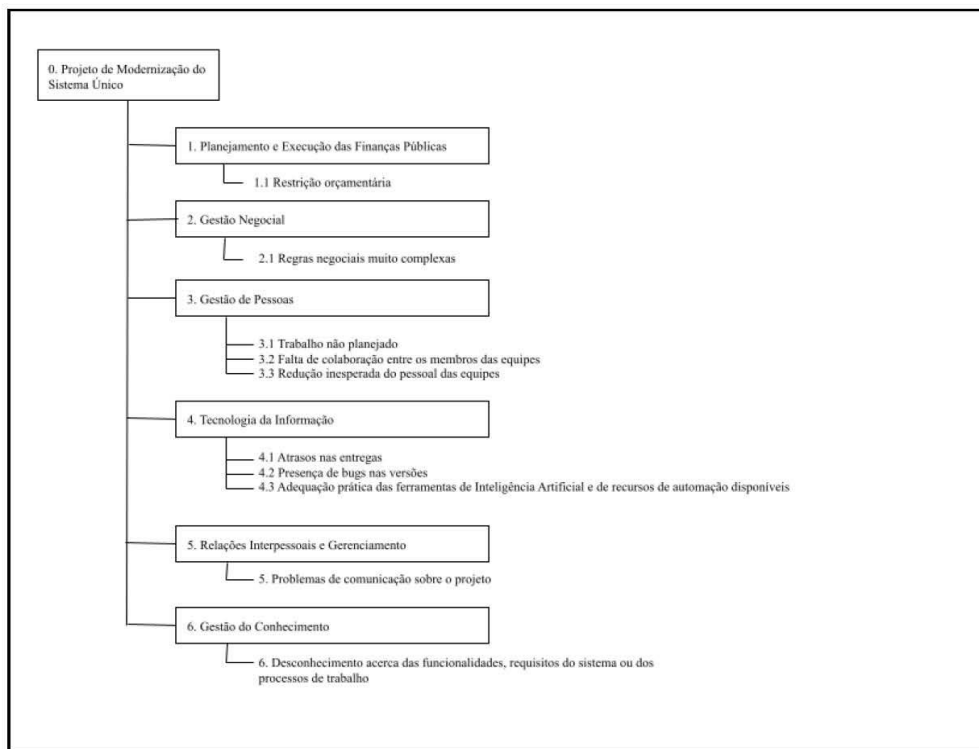 0. Projeto de Modernização do
Sistema Único
1. Planejamento e Execução das Finanças Públicas
1.1 Restrição orçamentária
2. Gestão Negocial
2.1 Regras negociais muito complexas
3. Gestão de Pessoas
3.1 Trabalho não planejado
3.2 Falta de colaboração entre os membros das equipes
3.3 Redução inesperada do pessoal das equipes
4. Tecnologia da Informação
4.1 Atrasos nas entregas
4.2 Presença de bugs nas versões
4.3 Adequação prática das ferramentas de Inteligência Artificial e de recursos de automação disponíveis
5. Relações Interpessoais e Gerenciamento
5. Problemas de comunicação sobre o projeto
6. Gestão do Conhecimento
6. Desconhecimento acerca das funcionalidades, requisitos do sistema ou dos
processos de trabalho